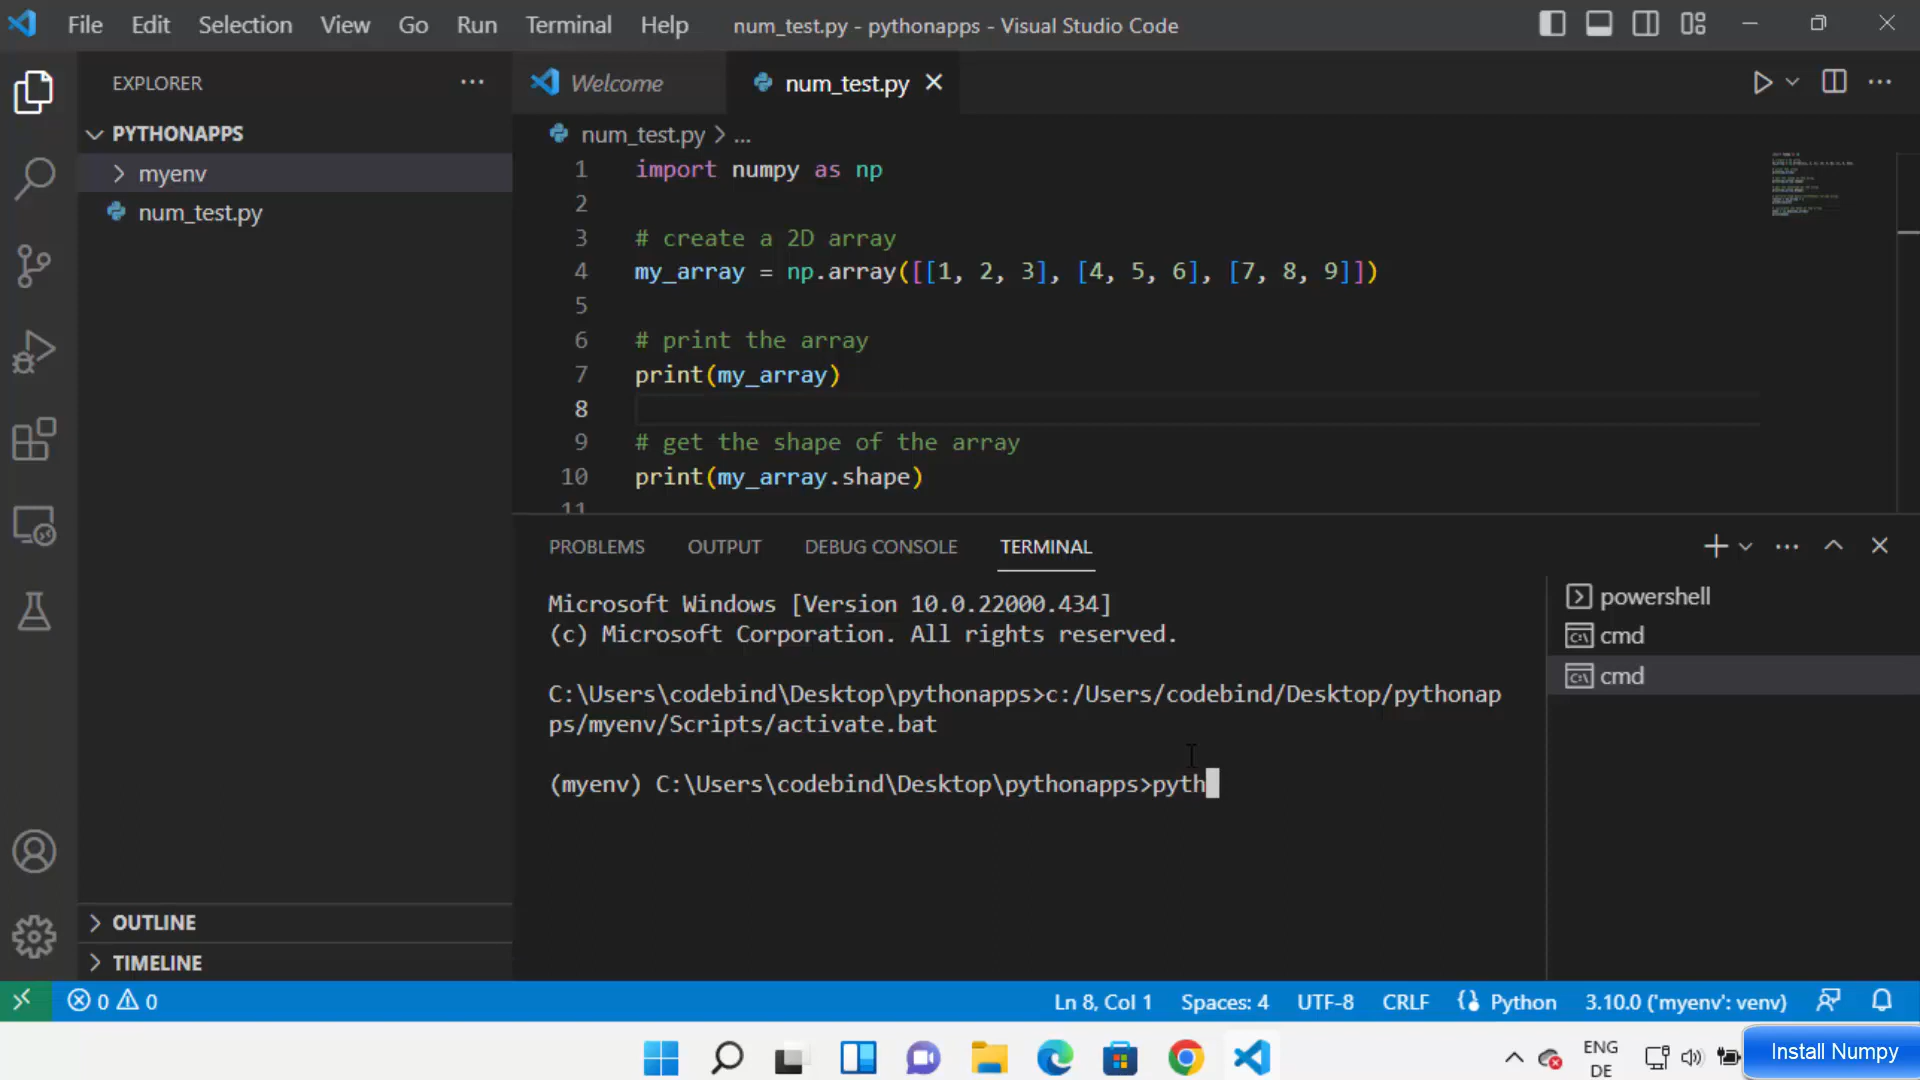 File Edit Selection View Go Run Terminal Help num_test.py - pythonapps - Visual Studio Code
EXPLORER
PYTHONAPPS
myenv
num_test.py
OUTLINE
TIMELINE
Welcome num_test.py
num_test.py > ...
1 import numpy as np
2
3 # create a 2D array
4 my_array = np.array([[1, 2, 3], [4, 5, 6], [7, 8, 9]])
5
6 # print the array
7 print(my_array)
8
9 # get the shape of the array
10 print(my_array.shape)
11
PROBLEMS OUTPUT DEBUG CONSOLE TERMINAL
Microsoft Windows [Version 10.0.22000.434]
(c) Microsoft Corporation. All rights reserved.
C:\Users\codebind\Desktop\pythonapps>c:/Users/codebind/Desktop/pythonap
ps/myenv/Scripts/activate.bat
(myenv) C:\Users\codebind\Desktop\pythonapps>pyth
powershell
cmd
cmd
0 0 Ln 8, Col 1 Spaces: 4 UTF-8 CRLF Python 3.10.0 ('myenv': venv)
ENG
DE
Install Numpy